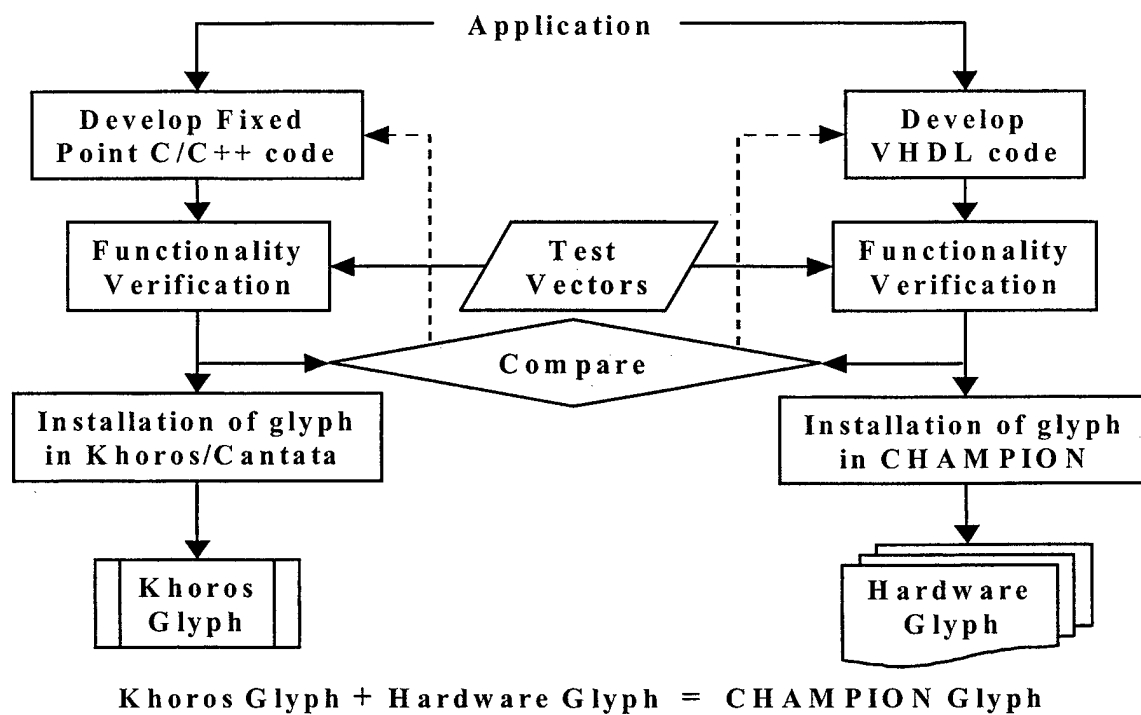 Application
Develop Fixed
Point C/C++ code
Develop
VHDL code
Functionality
Verification
Test
Vectors
Functionality
Verification
Compare
Installation of glyph
in Khoros/Cantata
Installation of glyph
in CHAMPION
Khoros
Glyph
Hardware
Glyph
Khoros Glyph + Hardware Glyph = CHAMPION Glyph